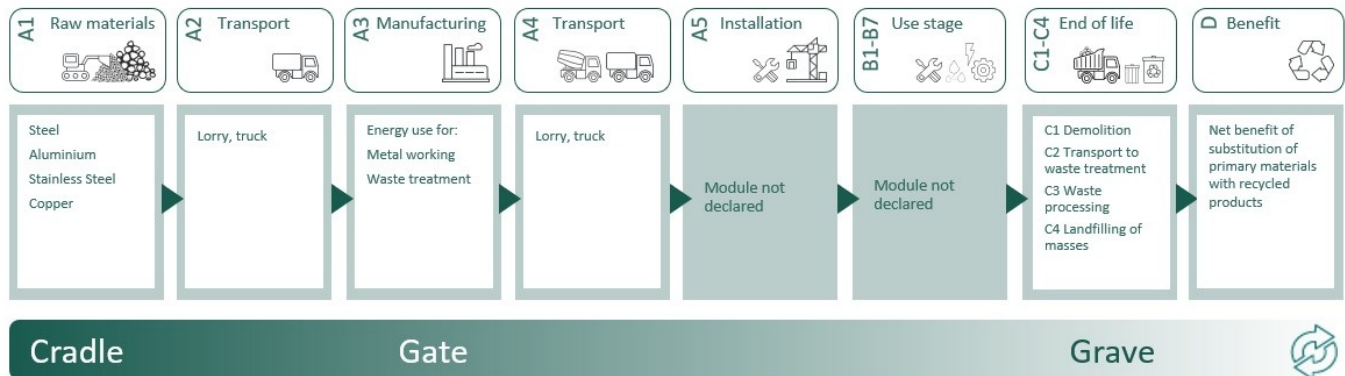 A1 Raw materials
A2 Transport
A3 Manufacturing
A4 Transport
A5 Installation
B1-B7 Use stage
C1-C4 End of life
D Benefit
Steel
Aluminium
Stainless Steel
Copper
Lorry, truck
Energy use for:
Metal working
Waste treatment
Lorry, truck
Module not
declared
Module not
declared
C1 Demolition
C2 Transport to
waste treatment
C3 Waste
processing
C4 Landfilling of
masses
Net benefit of
substitution of
primary materials
with recycled
products
Cradle
Gate
Grave